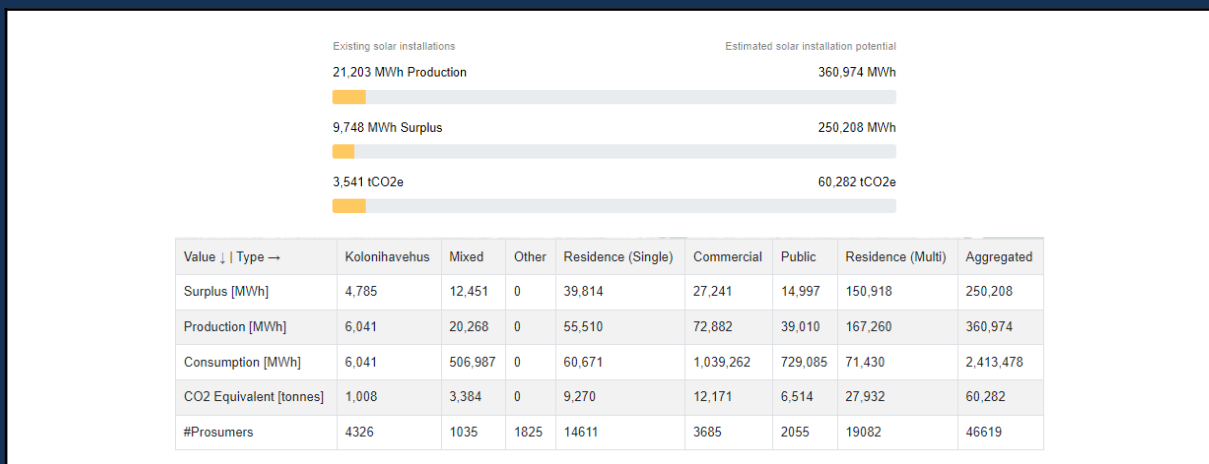 Existing solar installations Estimated solar installation potential
21,203 MWh Production 360,974 MWh
9,748 MWh Surplus 250,208 MWh
3,541 tCO2e 60,282 tCO2e
Value ↓ | Type → Kolonihavehus Mixed Other Residence (Single) Commercial Public Residence (Multi) Aggregated
Surplus [MWh] 4,785 12,451 0 39,814 27,241 14,997 150,918 250,208
Production [MWh] 6,041 20,268 0 55,510 72,882 39,010 167,260 360,974
Consumption [MWh] 6,041 506,987 0 60,671 1,039,262 729,085 71,430 2,413,478
CO2 Equivalent [tonnes] 1,008 3,384 0 9,270 12,171 6,514 27,932 60,282
#Prosumers 4326 1035 1825 14611 3685 2055 19082 46619